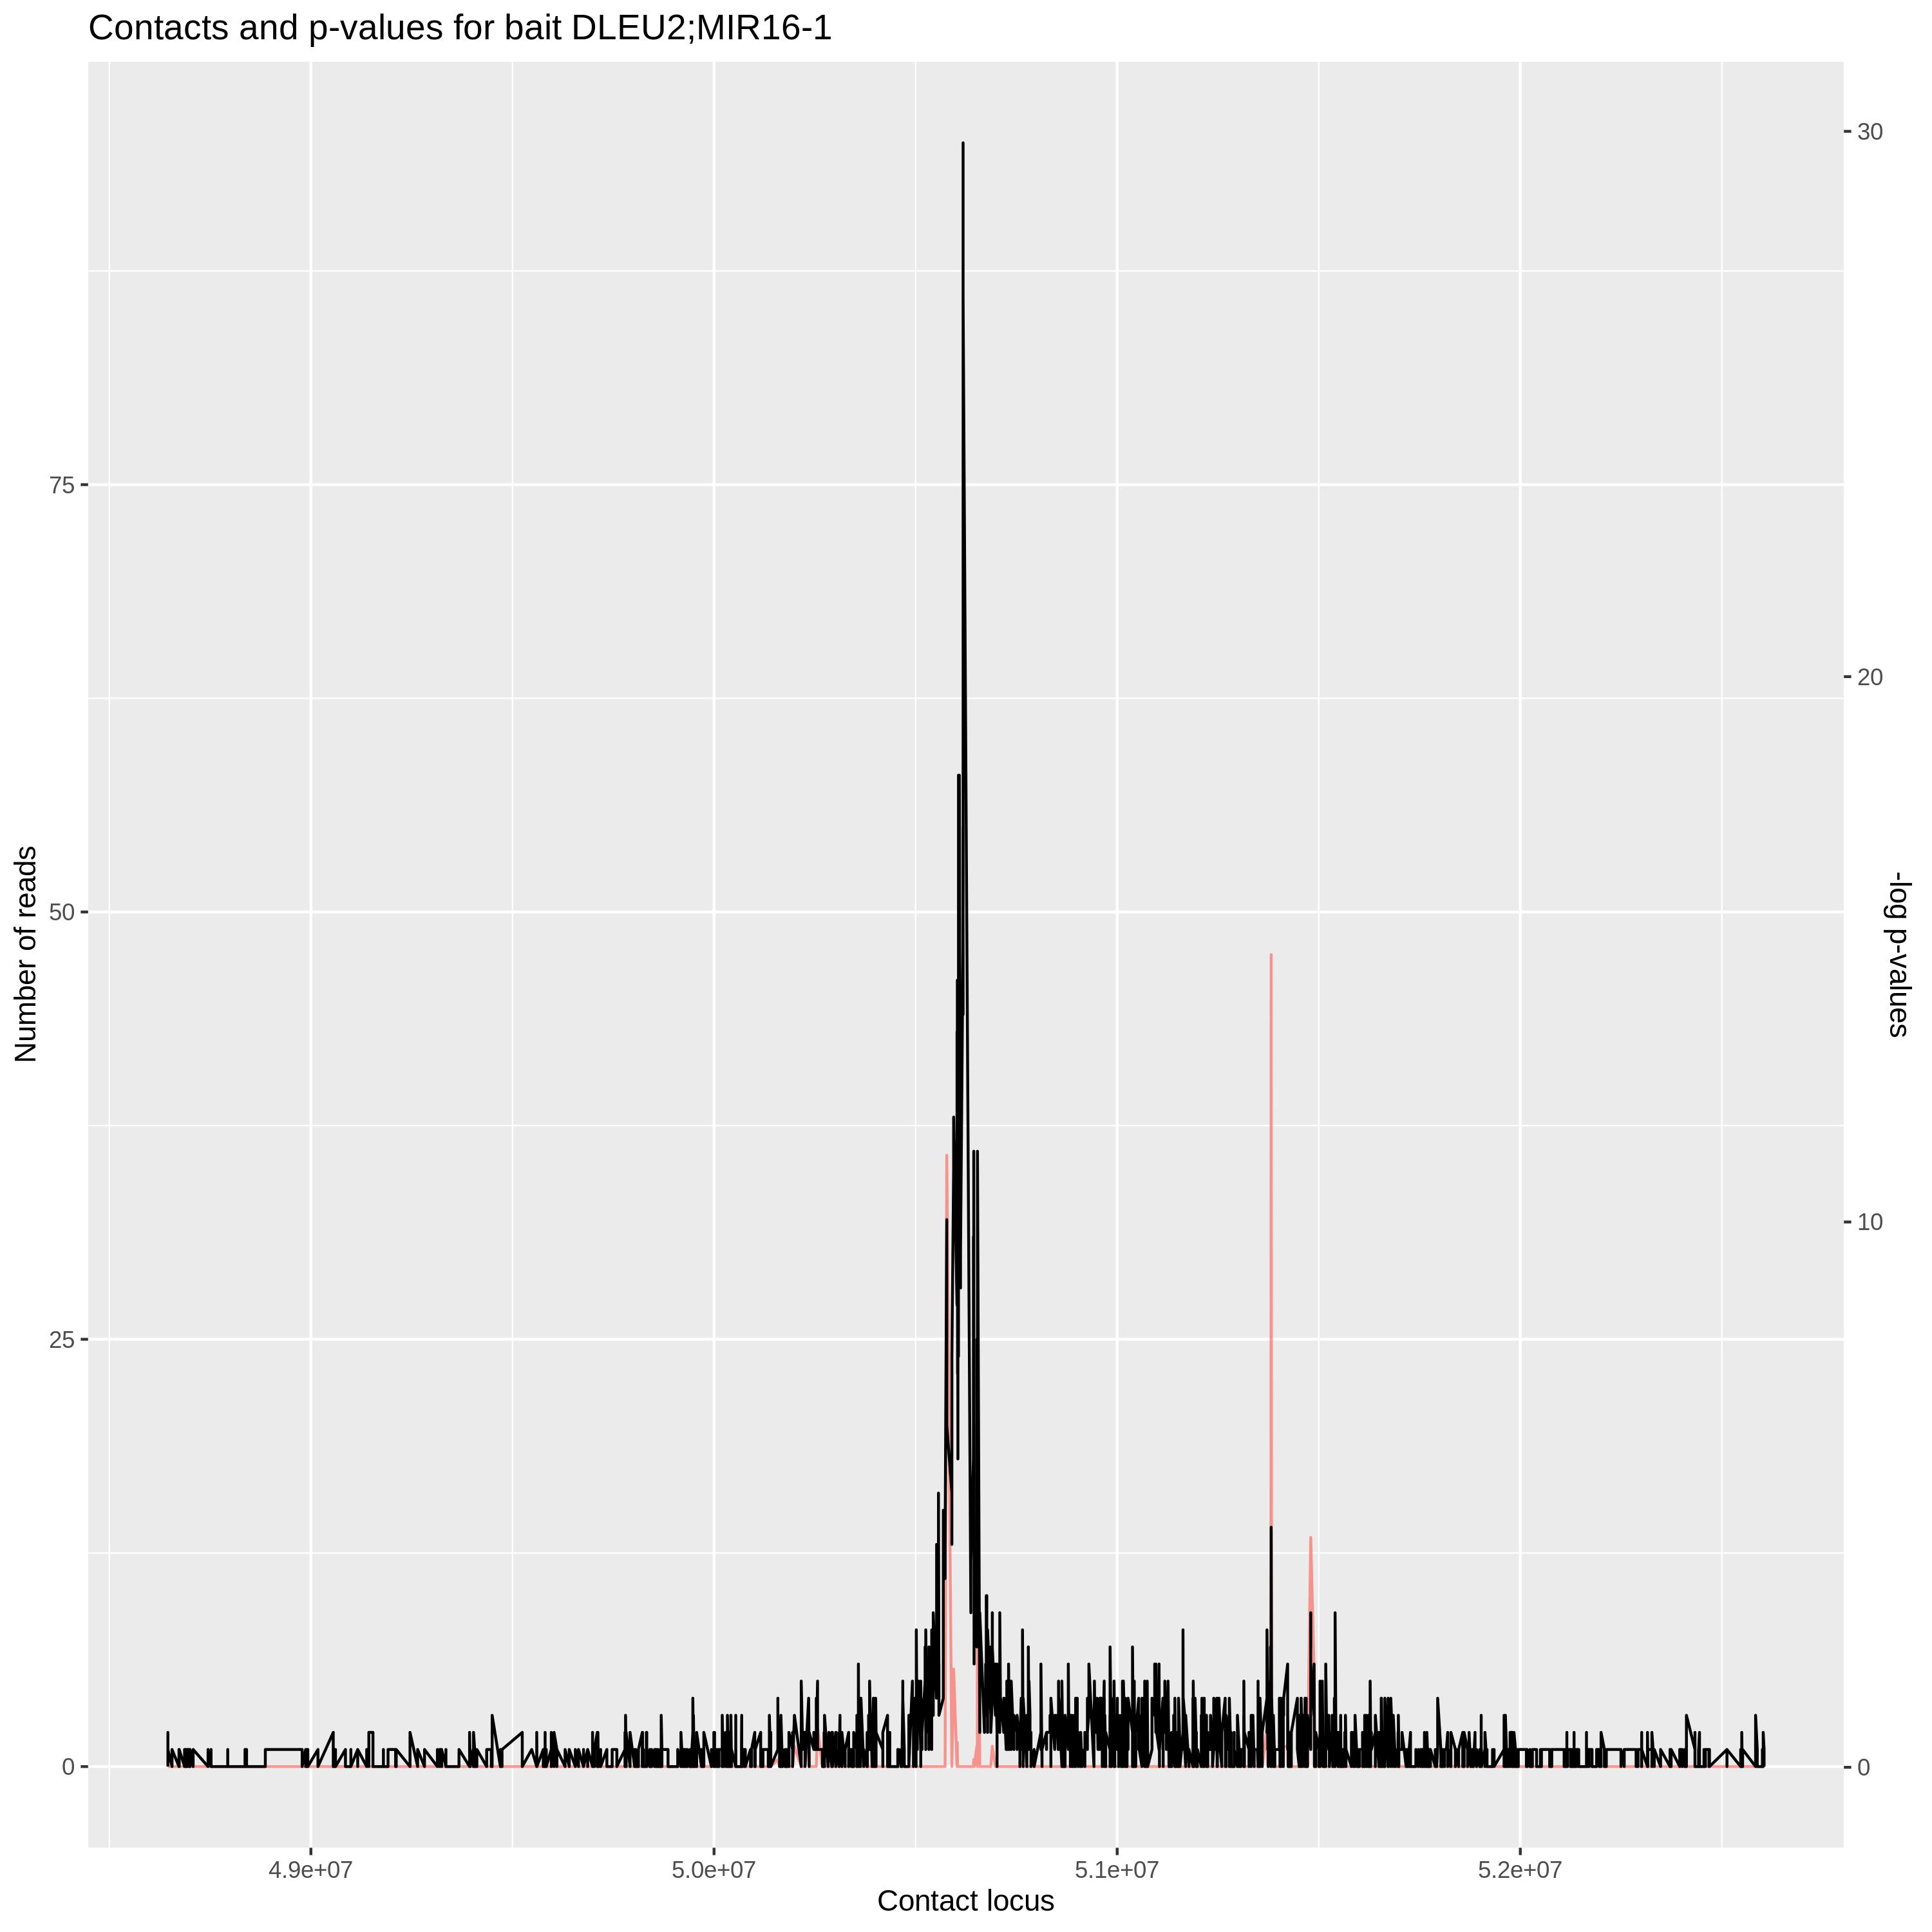 Contacts and p-values for bait DLEU2;MIR16-1
30
75
20
Number of reads
50
-log p-values
10
25
0
0
4.9e+07 5.0e+07 5.1e+07 5.2e+07
Contact locus